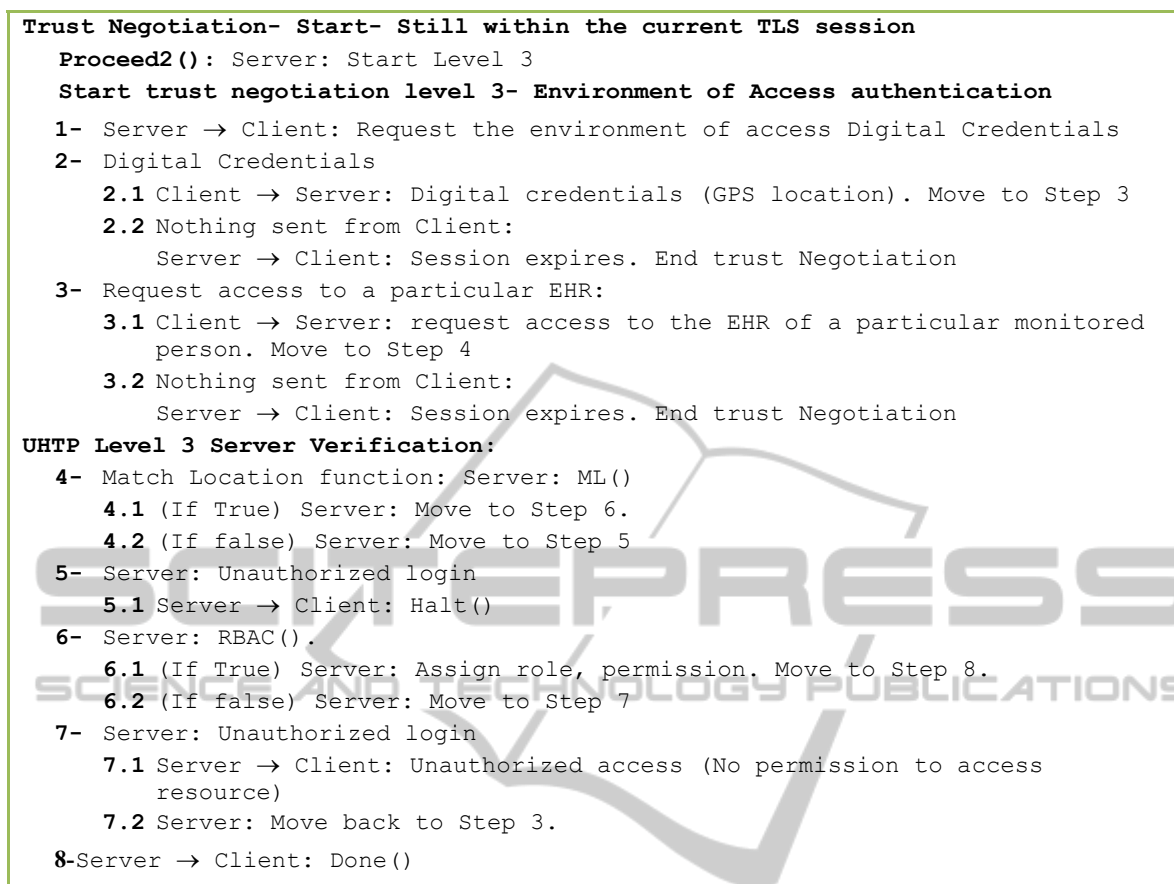 Trust Negotiation- Start- Still within the current TLS session
Proceed2(): Server: Start Level 3
Start trust negotiation level 3- Environment of Access authentication
1- Server → Client: Request the environment of access Digital Credentials
2- Digital Credentials
2.1 Client → Server: Digital credentials (GPS location). Move to Step 3
2.2 Nothing sent from Client:
Server → Client: Session expires. End trust Negotiation
3- Request access to a particular EHR:
3.1 Client → Server: request access to the EHR of a particular monitored
person. Move to Step 4
3.2 Nothing sent from Client:
Server → Client: Session expires. End trust Negotiation
UHTP Level 3 Server Verification:
4- Match Location function: Server: ML()
4.1 (If True) Server: Move to Step 6.
4.2 (If false) Server: Move to Step 5
5- Server: Unauthorized login
5.1 Server → Client: Halt()
6- Server: RBAC().
6.1 (If True) Server: Assign role, permission. Move to Step 8.
6.2 (If false) Server: Move to Step 7
7- Server: Unauthorized login
7.1 Server → Client: Unauthorized access (No permission to access
resource)
7.2 Server: Move back to Step 3.
8-Server → Client: Done()
SCITEPRESS
SCIENCE AND TECHNOLOGY PUBLICATIONS